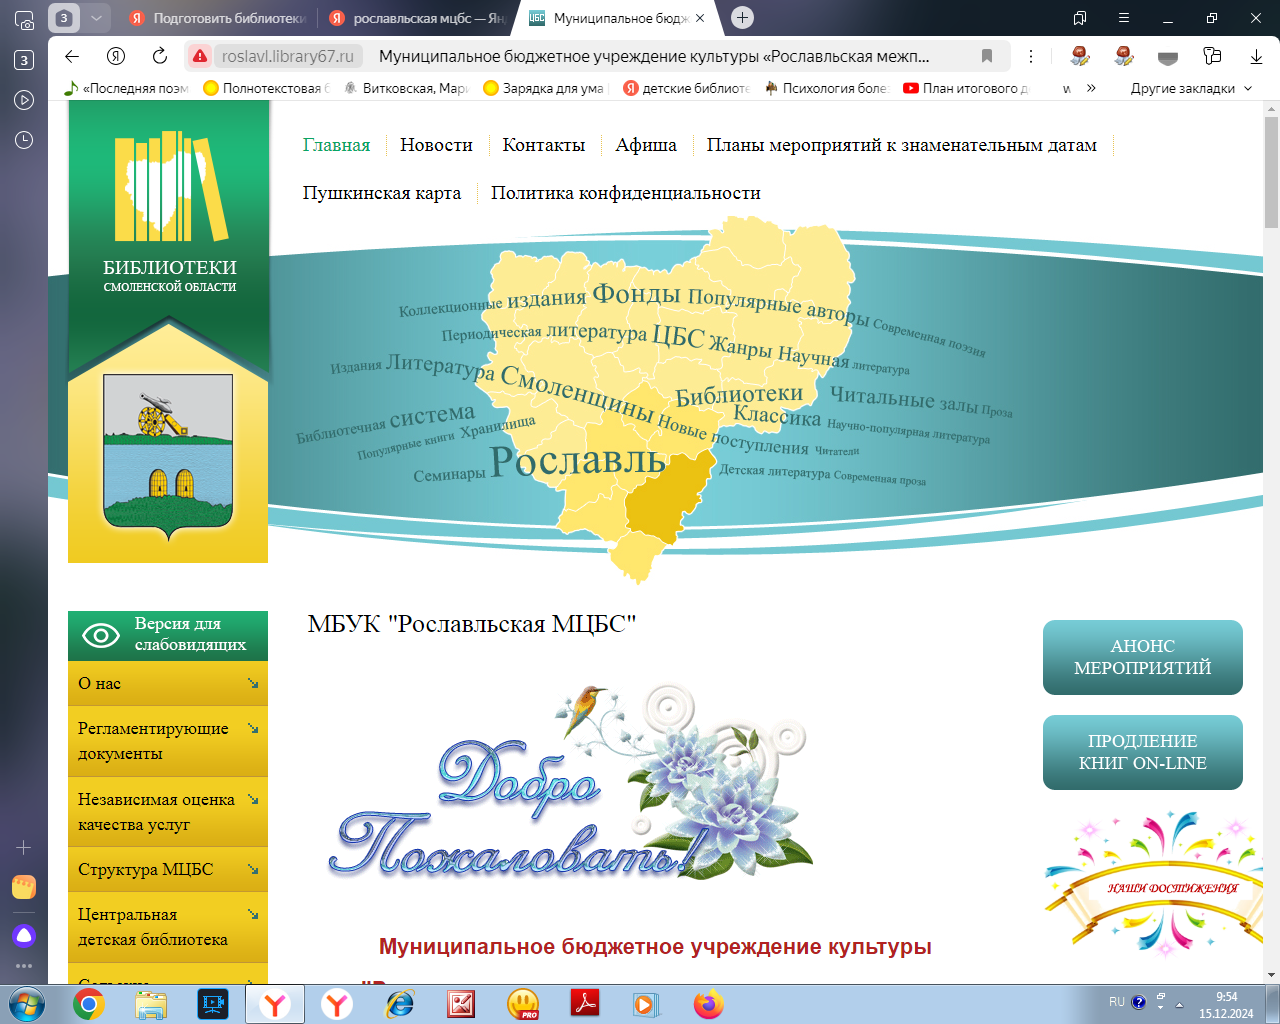 3
Подготовить библиотеки
рославльская мцбс — Ян
Муниципальное бюдж
3
roslavl.library67.ru
Муниципальное бюджетное учреждение культуры «Рославльская межп...
«Последняя поэм
Полнотекстовая б
Витковская, Мари
Зарядка для ума
детские библиоте
Психология боле
План итогового д
w
»
Другие закладки
Главная
Новости
Контакты
Афиша
Планы мероприятий к знаменательным датам
Пушкинская карта
Политика конфиденциальности
БИБЛИОТЕКИ
СМОЛЕНСКОЙ ОБЛАСТИ
Коллекционные издания Фонды Популярные авторы Современная поэзия
Периодическая литература ЦБС Жанры Научная литература
Издания Литература Смоленщины Библиотеки Читальные залы Проза
Библиотечная система Классика Научно-популярная литература
Популярные книги Хранилища Новые поступления Читатели
Семинары Рославль Детская литература Современная проза
Версия для
слабовидящих
О нас
Регламентирующие
документы
Независимая оценка
качества услуг
Структура МЦБС
Центральная
детская библиотека
МБУК "Рославльская МЦБС"
Добро
Пожаловать!
Муниципальное бюджетное учреждение культуры
АНОНС
МЕРОПРИЯТИЙ
ПРОДЛЕНИЕ
КНИГ ON-LINE
НАШИ ДОСТИЖЕНИЯ
PRO
RU
9:54
15.12.2024